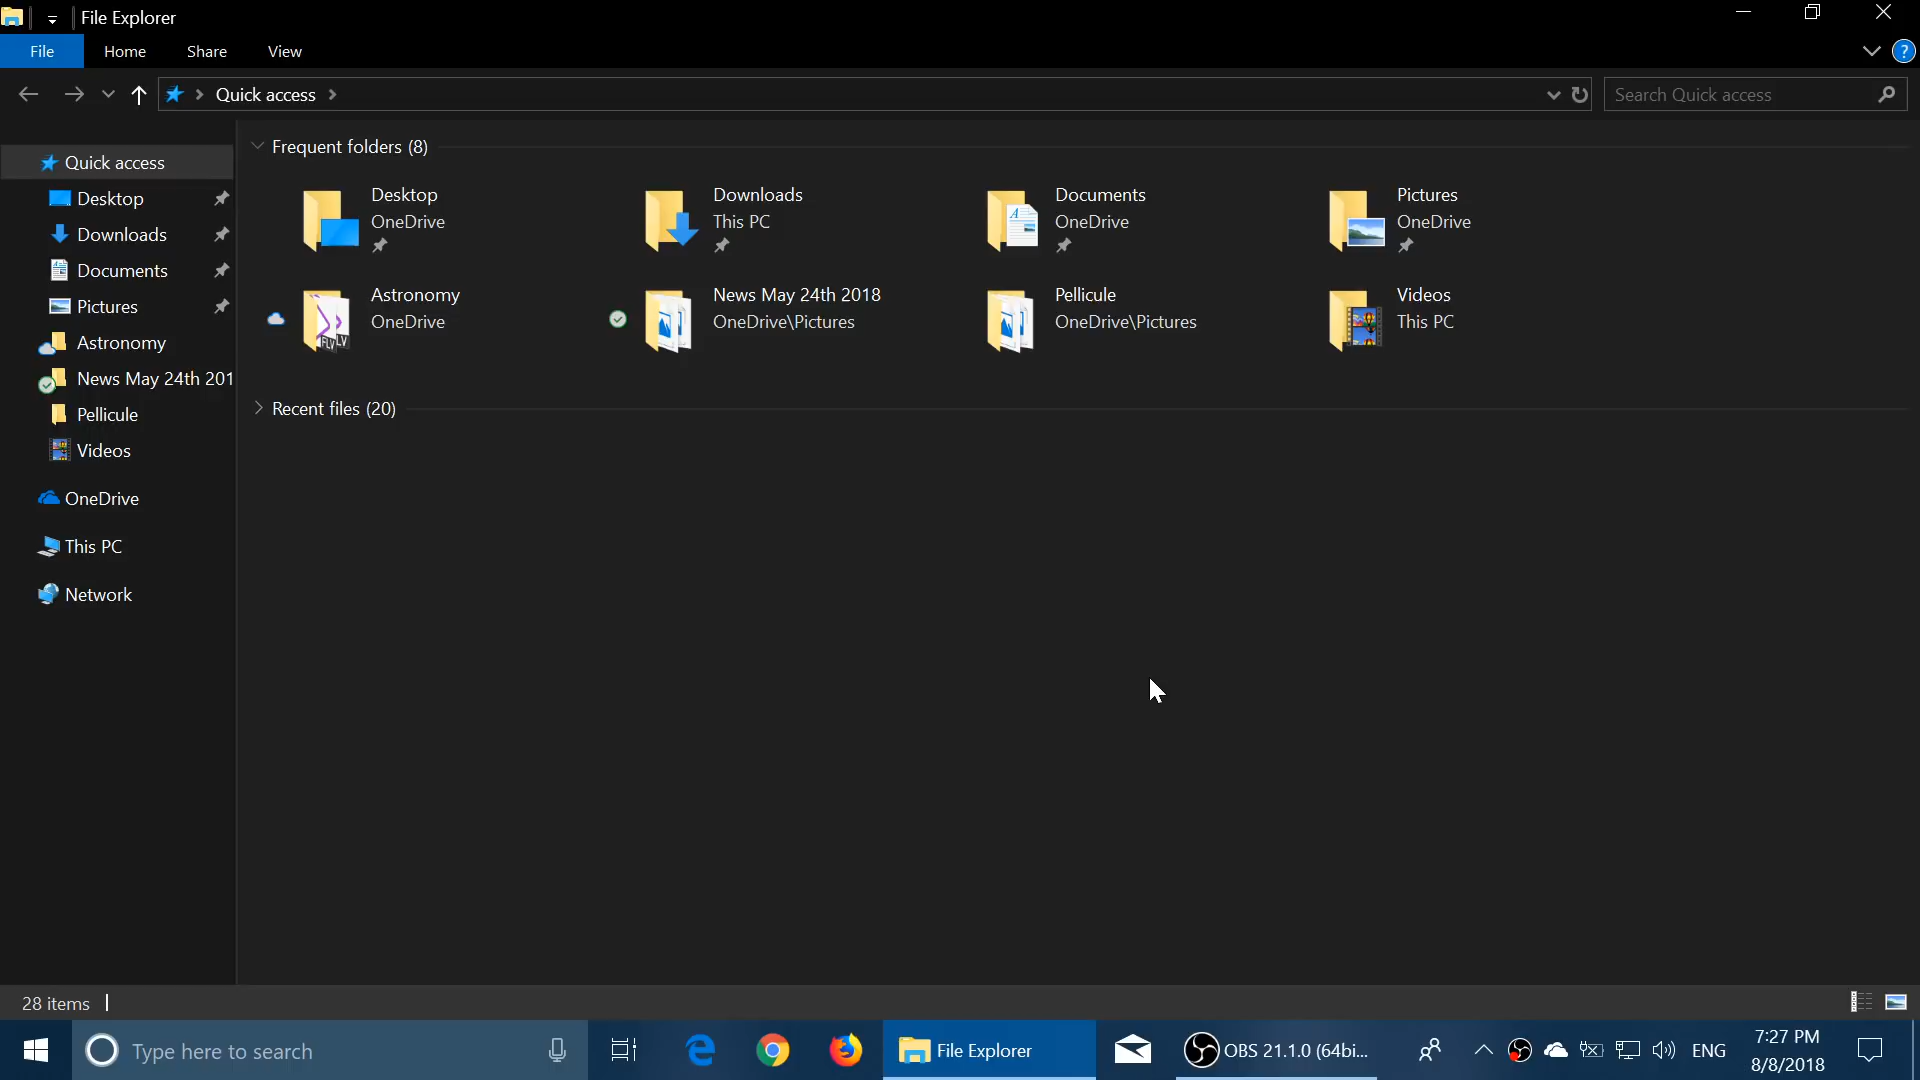 File Explorer
File Home Share View
?
Quick access
Search Quick access
Quick access
Desktop
Downloads
Documents
Pictures
Astronomy
News May 24th 201
Pellicule
Videos
OneDrive
This PC
Network
Frequent folders (8)
Desktop
OneDrive
Downloads
This PC
Documents
OneDrive
Pictures
OneDrive
Astronomy
OneDrive
News May 24th 2018
OneDrive\Pictures
Pellicule
OneDrive\Pictures
Videos
This PC
Recent files (20)
28 items
Type here to search
File Explorer
OBS 21.1.0 (64bi...
ENG
7:27 PM
8/8/2018